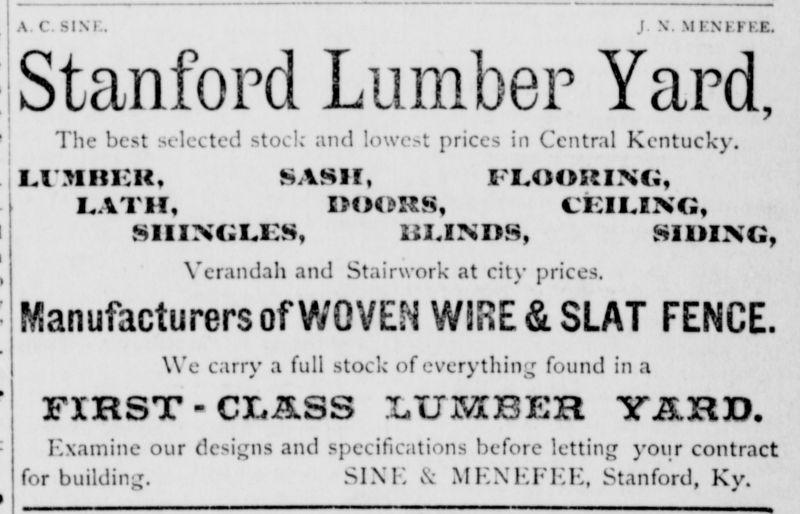 A. C. SINE. J. N. MENEFEE.
Stanford Lumber Yard,
The best selected stock and lowest prices in Central Kentucky.
LUMBER, SASH, FLOORING,
LATH, DOORS, CEILING,
SHINGLES, BLINDS, SIDING,
Verandah and Stairwork at city prices.
Manufacturers of WOVEN WIRE & SLAT FENCE.
We carry a full stock of everything found in a
FIRST-CLASS LUMBER YARD.
Examine our designs and specifications before letting your contract
for building. SINE & MENEFEE, Stanford, Ky.